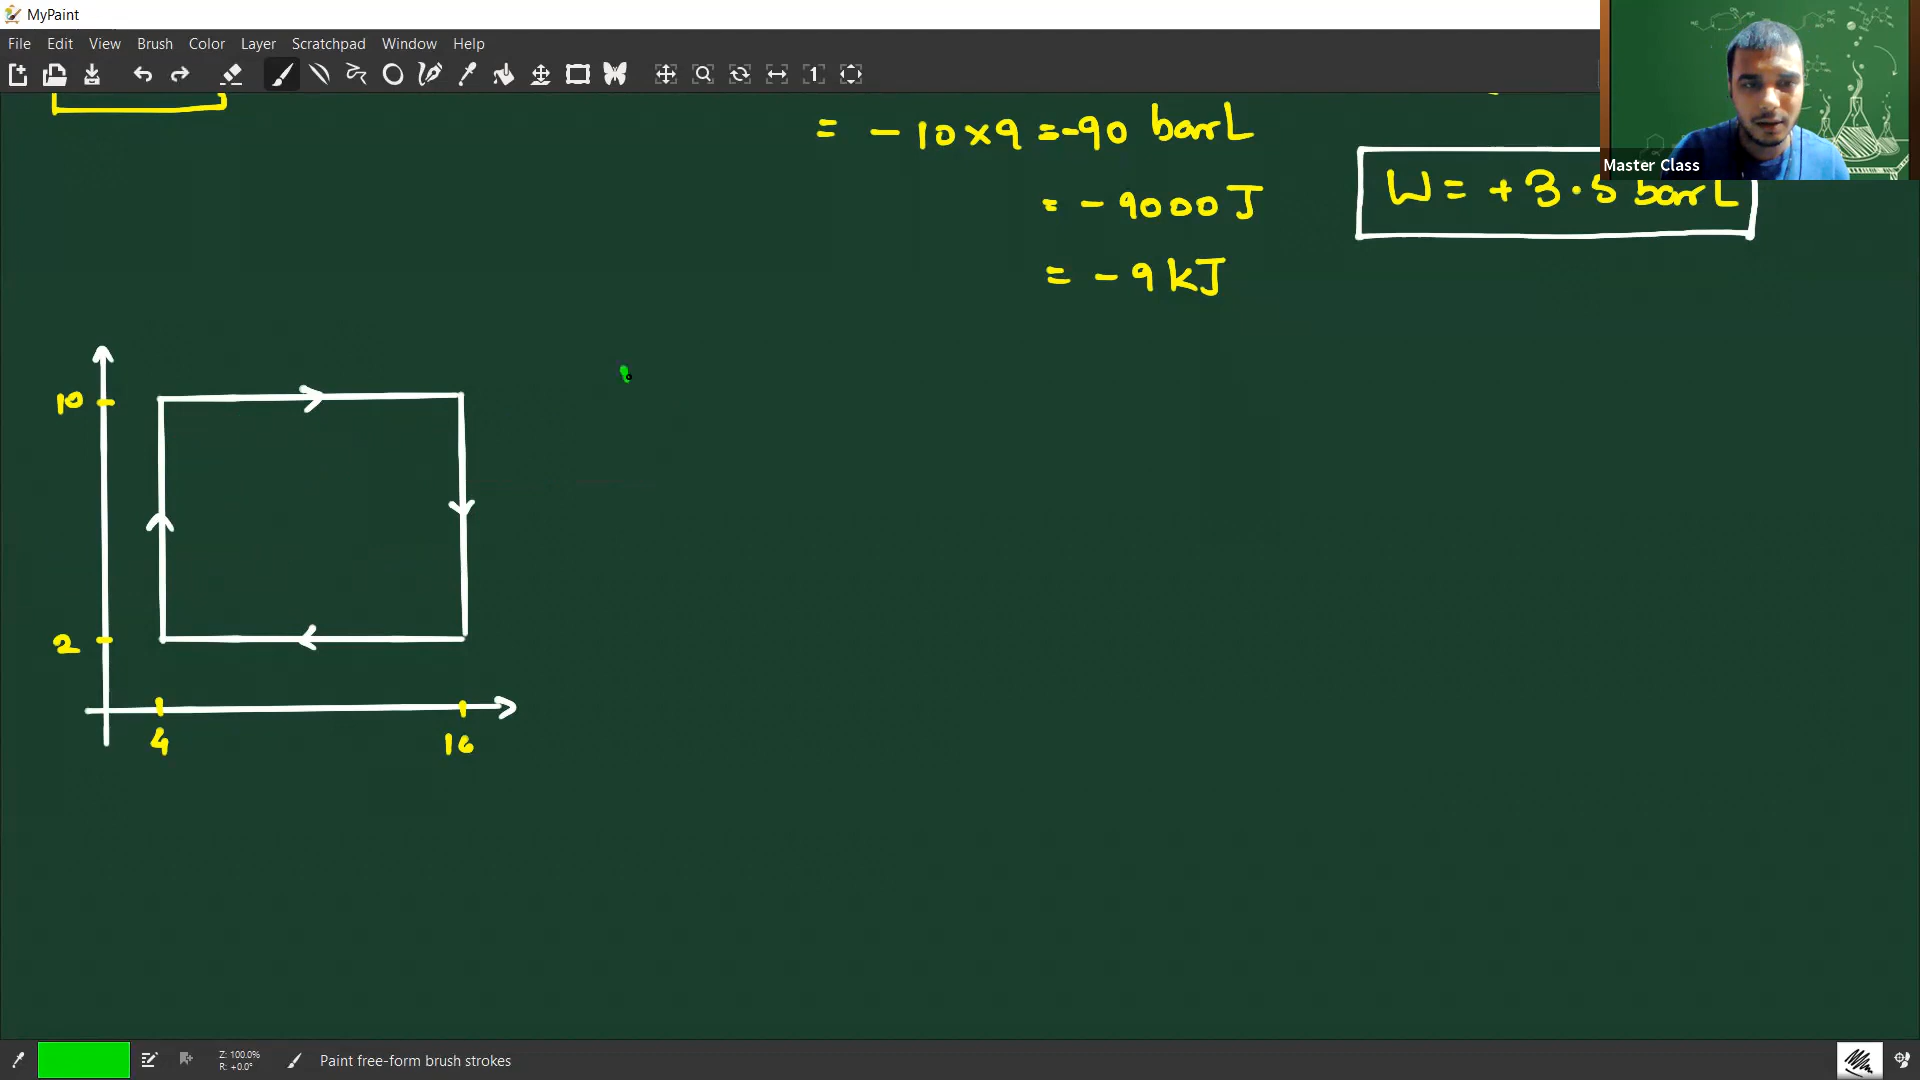 MyPaint
File Edit View Brush Color Layer Scratchpad Window Help
= - 10 x 9 = -90 barL
= - 9000 J
= - 9 kJ
Master Class
W = + 3.5 barL
10
2
4
16
Z: 100.0%
R: +0.0°
Paint free-form brush strokes